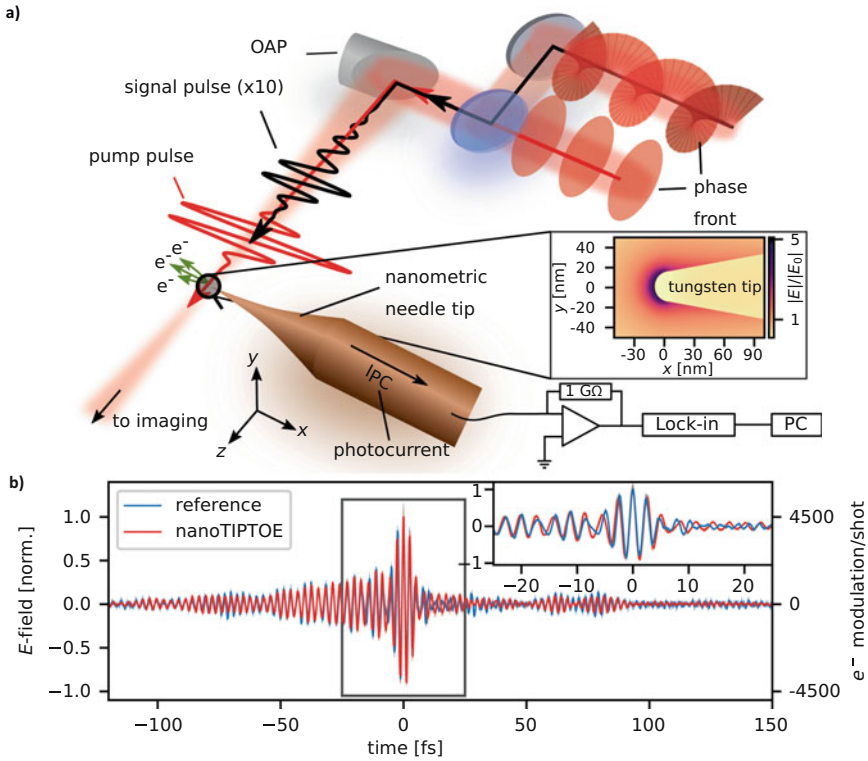 a)
OAP
signal pulse (x10)
pump pulse
phase
front
e⁻
e⁻
e⁻
e⁻
nanometric
needle tip
IPC
photocurrent
to imaging
y
x
z
40
20
0
-20
-40
y [nm]
tungsten tip
-30 0 30 60 90
x [nm]
5
1
|E|/|E₀|
1 GΩ
Lock-in
PC
b)
reference
nanoTIPTOE
1.0
0.5
0.0
−0.5
−1.0
E-field [norm.]
1
0
−1
−20 −10 0 10 20
4500
0
-4500
e⁻ modulation/shot
−100 −50 0 50 100 150
time [fs]